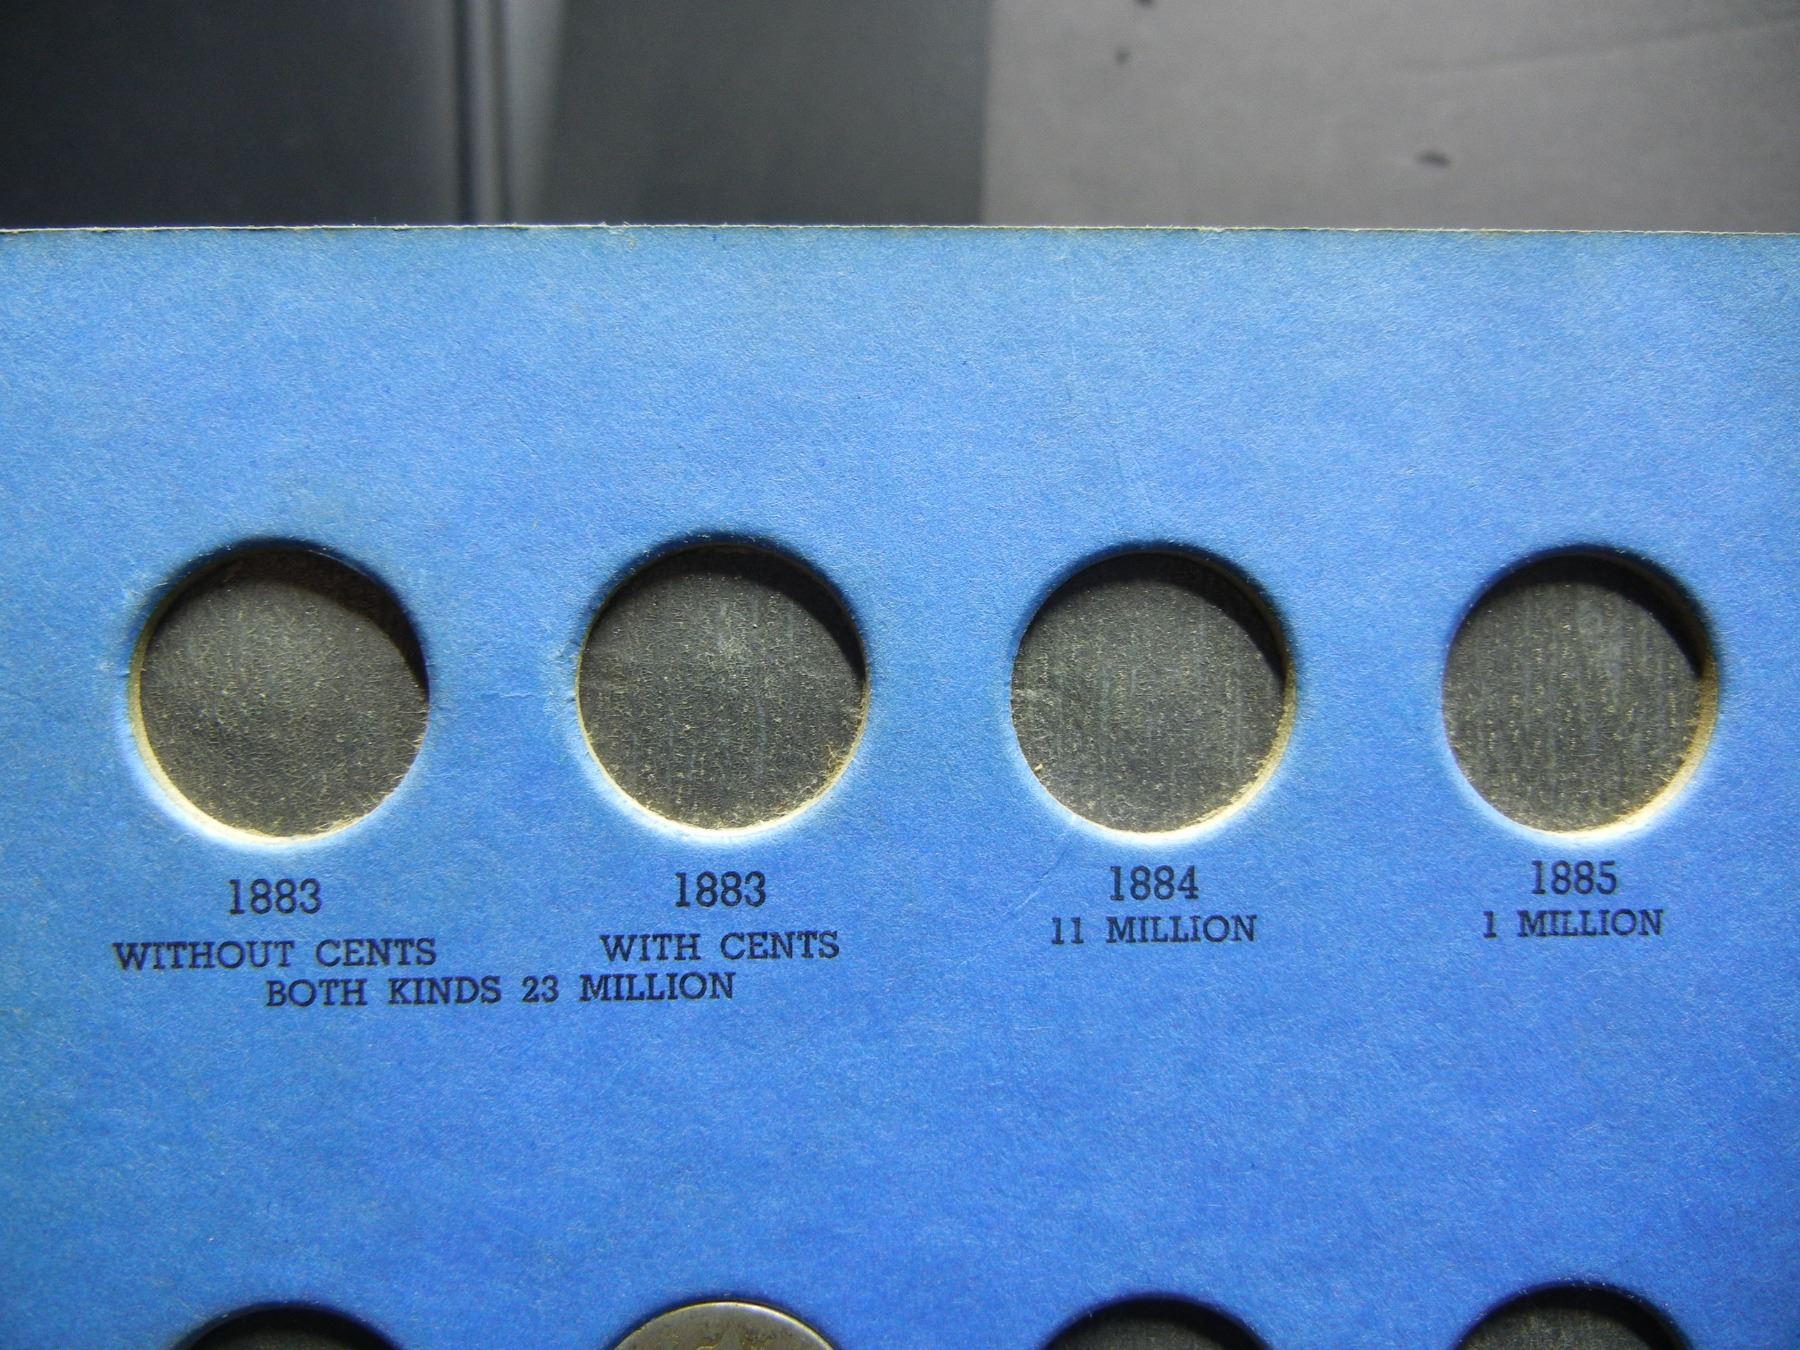 1883 1883 1884 1885
WITHOUT CENTS WITH CENTS 11 MILLION 1 MILLION
BOTH KINDS 23 MILLION